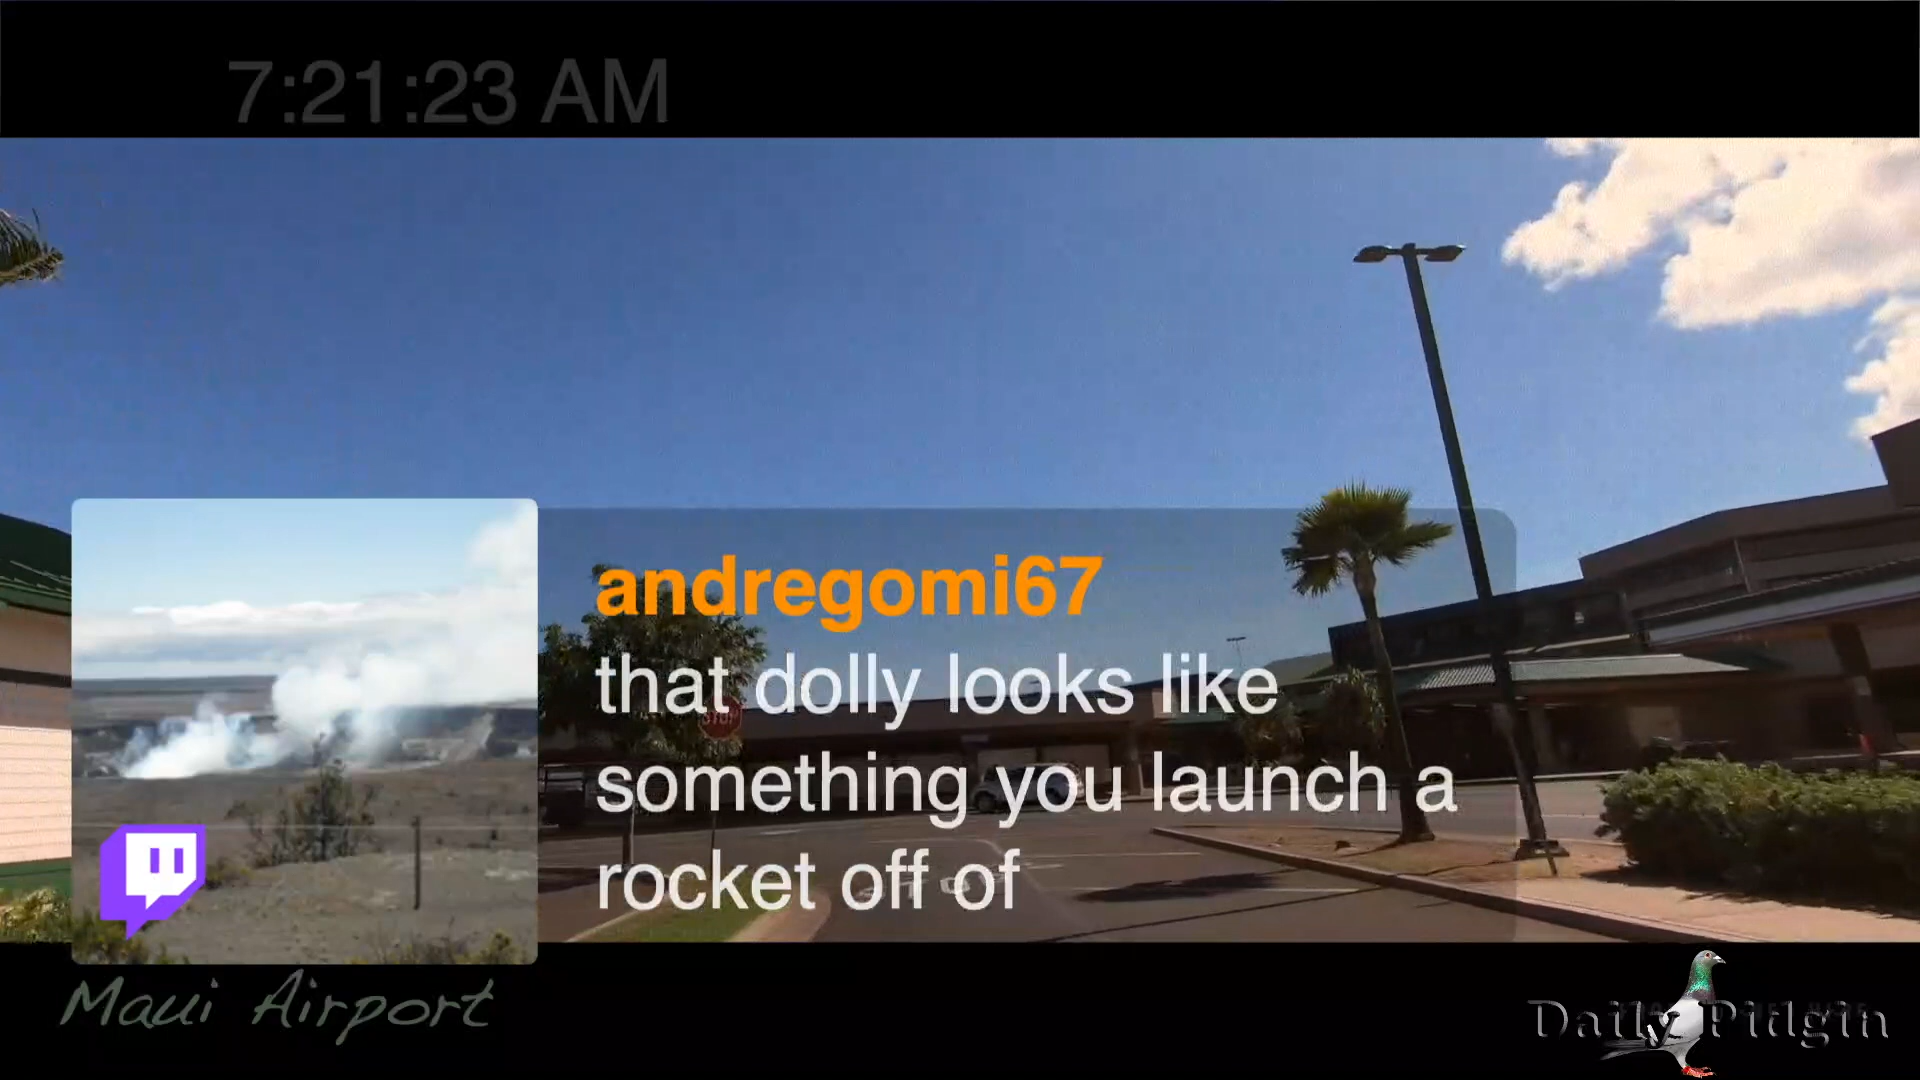 7:21:23 AM
andregomi67
that dolly looks like
STOP
something you launch a
rocket off of
Maui Airport
Daily Pidgin